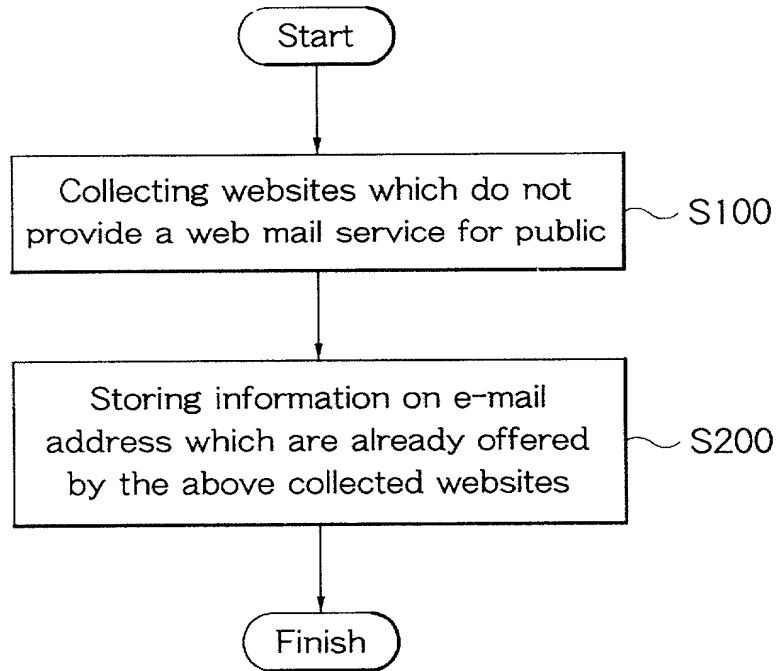 Start
Collecting websites which do not
provide a web mail service for public
S100
Storing information on e-mail
address which are already offered
by the above collected websites
S200
Finish